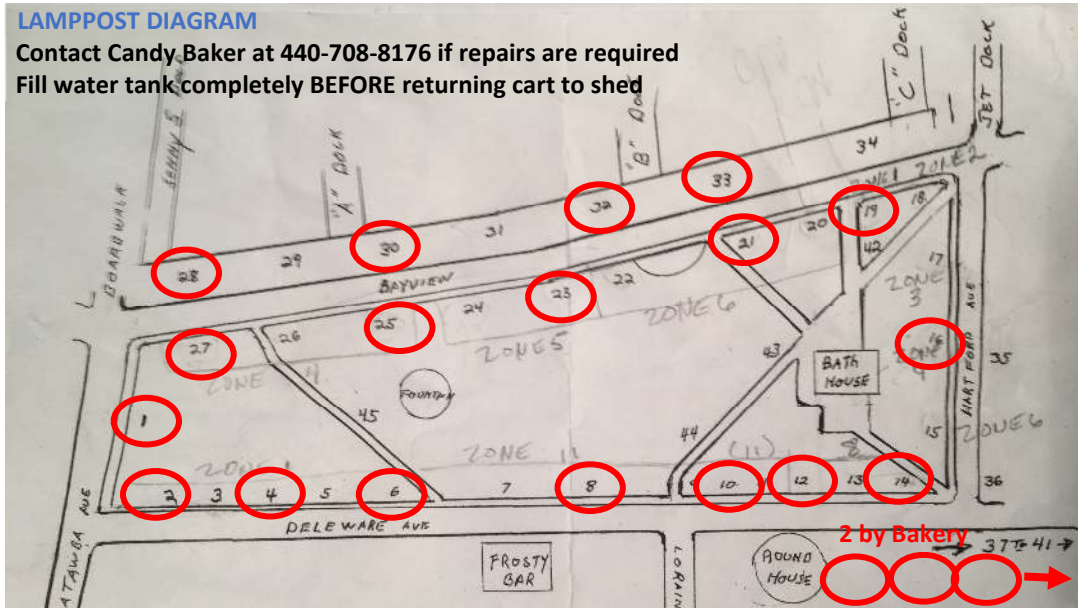 LAMPPOST DIAGRAM
Contact Candy Baker at 440-708-8176 if repairs are required
Fill water tank completely BEFORE returning cart to shed
"A" DOCK
"B" DOCK
"C" DOCK
JET DOCK
BOARDWALK
34
33
32
31
30
29
28
BAYVIEW
ZONE 2
18
19
20
21
22
23
24
25
26
27
42
17
ZONE 3
16
ZONE
35
HARTFORD AVE
ZONE 4
ZONE 5
ZONE 6
43
BATH HOUSE
FOUNTAIN
45
1
44
15
ZONE 6
ZONE 1
ZONE 11
(11)
8
2
3
4
5
6
7
8
10
12
13
14
36
DELEWARE AVE
ATAWBA AVE
FROSTY BAR
LORAIN
ROUND HOUSE
2 by Bakery
37 TO 41